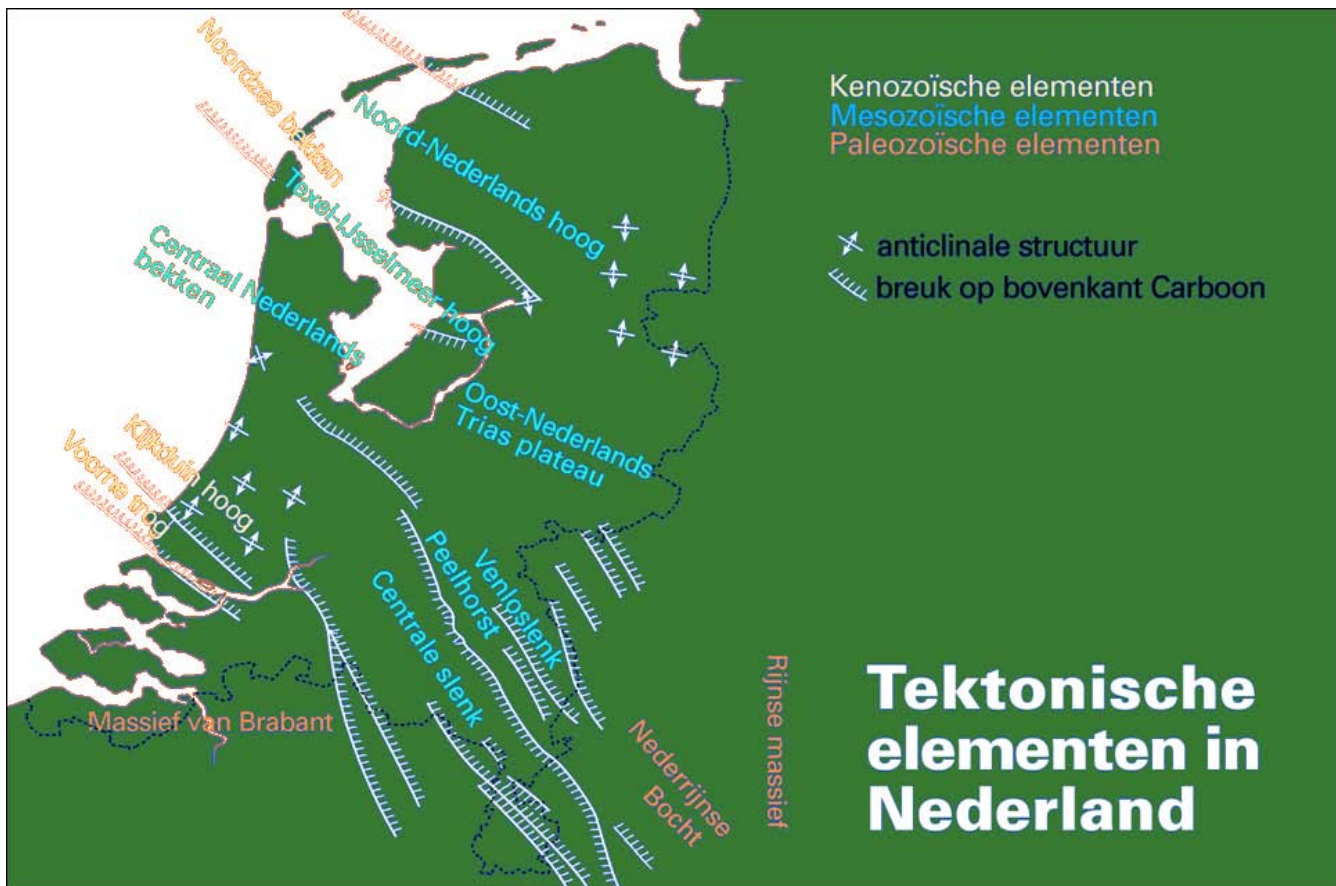 Noordzee bekken
Noord-Nederlands hoog
Texel-IJsselmeer hoog
Centraal Nederlands
bekken
Oost-Nederlands
Trias plateau
Kijkduin hoog
Voorne trog
Peelhorst
Venloslenk
Centrale slenk
Massief van Brabant
Nederrijnse
Bocht
Rijnse massief
Kenozoïsche elementen
Mesozoïsche elementen
Paleozoïsche elementen
anticlinale structuur
breuk op bovenkant Carboon
Tektonische
elementen in
Nederland